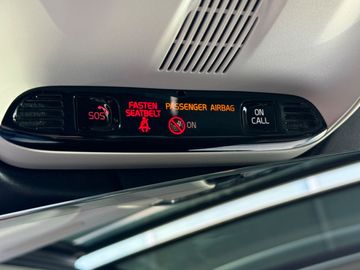 SOS
FASTEN
SEATBELT
PASSENGER AIRBAG
ON
ON
CALL